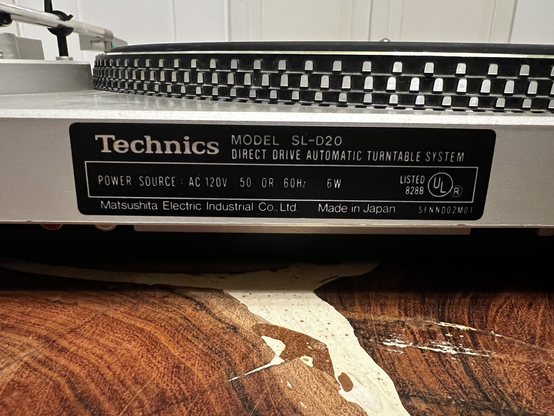 Technics MODEL SL-D20
DIRECT DRIVE AUTOMATIC TURNTABLE SYSTEM
POWER SOURCE : AC 120V 50 OR 60Hz 6W
LISTED
828B
UL
R
Matsushita Electric Industrial Co., Ltd Made in Japan SFNND02M01